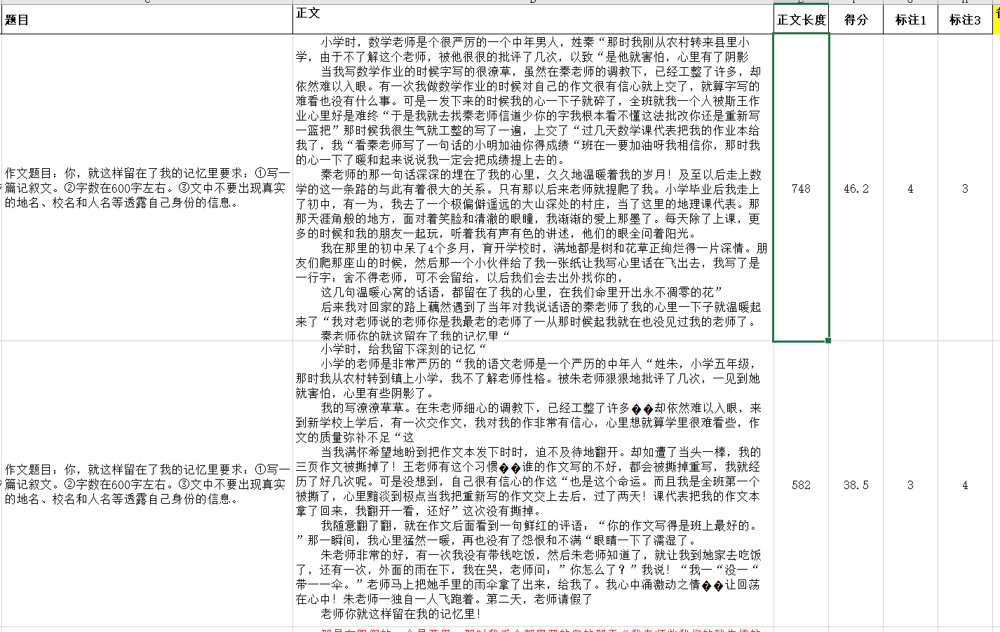 题目
正文
正文长度
得分
标注1
标注3
作文题目：你，就这样留在了我的记忆里要求：①写一
篇记叙文。②字数在600字左右。③文中不要出现真实
的地名、校名和人名等透露自己身份的信息。
小学时，数学老师是个很严厉的一个中年男人，姓秦“那时我刚从农村转来县里小
学，由于不了解这个老师，被他很很的批评了几次，以致“是他就害怕，心里有了阴影
当我写数学作业的时候字写的很潦草，虽然在秦老师的调教下，已经工整了许多，却
依然难以入眼。有一次我做数学作业的时候对自己的作文很有信心就上交了，就算字写的
难看也没有什么事。可是一发下来的时候我的心一下子就碎了，全班就我一个人被斯王作
业心里好是难终“于是我就去找秦老师信道少你的字我根本看不懂这法批改你还是重新写
一篮把”那时候我很生气就工整的写了一遍，上交了“过几天数学课代表把我的作业本给
我了，我“看秦老师写了一句话的小明加油你得成绩“班在一要加油呀我相信你，那时我
的心一下了暖和起来说说我一定会把成绩提上去的。
秦老师的那一句话深深的埋在了我的心里，久久地温暖着我的岁月！及至以后走上数
学的这一条路的与此有着很大的关系。只有那以后来老师就提爬了我。小学毕业后我走上
了初中，有一为，我去了一个极偏僻遥远的大山深处的村庄，当了这里的地理课代表。那
那天涯角般的地方，面对着笑脸和清澈的眼瞳，我渐渐的爱上那墨了。每天除了上课，更
多的时候和我的朋友一起玩，听着我有声有色的讲述，他们的眼全问着阳光。
我在那里的初中呆了4个多月，育开学校时，满地都是树和花草正绚烂得一片深情。朋
友们爬那座山的时候，然后那一个小伙伴给了我一张纸让我写心里话在飞出去，我写了是
一行字：舍不得老师，可不会留给，以后我们会去出外找你的，
这几句温暖心窝的话语，都留在了我的心里，在我们命里开出永不凋零的花”
后来我对回家的路上藕然遇到了当年对我说话语的秦老师了我的心里一下子就温暖起
来了“我对老师说的老师你是我最老的老师了一从那时候起我就在也没见过我的老师了。
秦老师你的就这留在了我的记忆里“
748
46.2
4
3
作文题目：你，就这样留在了我的记忆里要求：①写一
篇记叙文。②字数在600字左右。③文中不要出现真实
的地名、校名和人名等透露自己身份的信息。
小学时，给我留下深刻的记忆“
小学的老师是非常严历的“我的语文老师是一个严历的中年人“姓朱，小学五年级，
那时我从农村转到镇上小学，我不了解老师性格。被朱老师狠狠地批评了几次，一见到她
就害怕，心里有些阴影了。
我的写潦潦草草。在朱老师细心的调教下，已经工整了许多��却依然难以入眼，来
到新学校上学后，有一次交作文，我对我的作非常有信心，心里想就算学里很难看些，作
文的质量弥补不足“这
当我满怀希望地盼到把作文本发下时时，迫不及待地翻开。却如遭了当头一棒，我的
三页作文被撕掉了！王老师有这个习惯��谁的作文写的不好，都会被撕掉重写，我就经
历了好几次呢。可是没想到，自己很有信心的作这“也是这个命运。而且我是全班第一个
被撕了，心里黯淡到极点当我把重新写的作文交上去后，过了两天！课代表把我的作文本
拿了回来，我翻开一看，还好”这次没有撕掉。
我随意翻了翻，就在作文后面看到一句鲜红的评语：“你的作文写得是班上最好的。
”那一瞬间，我心里猛然一暖，再也没有了怨恨和不满“眼睛一下了濡湿了。
朱老师非常的好，有一次我没有带钱吃饭，然后朱老师知道了，就让我到她家去吃饭
了，还有一次，外面的雨在下，我在哭，老师问：”你怎么了？”我说！“我一“没一“
带一一伞。”老师马上把她手里的雨伞拿了出来，给我了。我心中涌激动之情��让回荡
在心中！朱老师一独自一人飞跑着。第二天，老师请假了
老师你就这样留在我的记忆里！
582
38.5
3
4